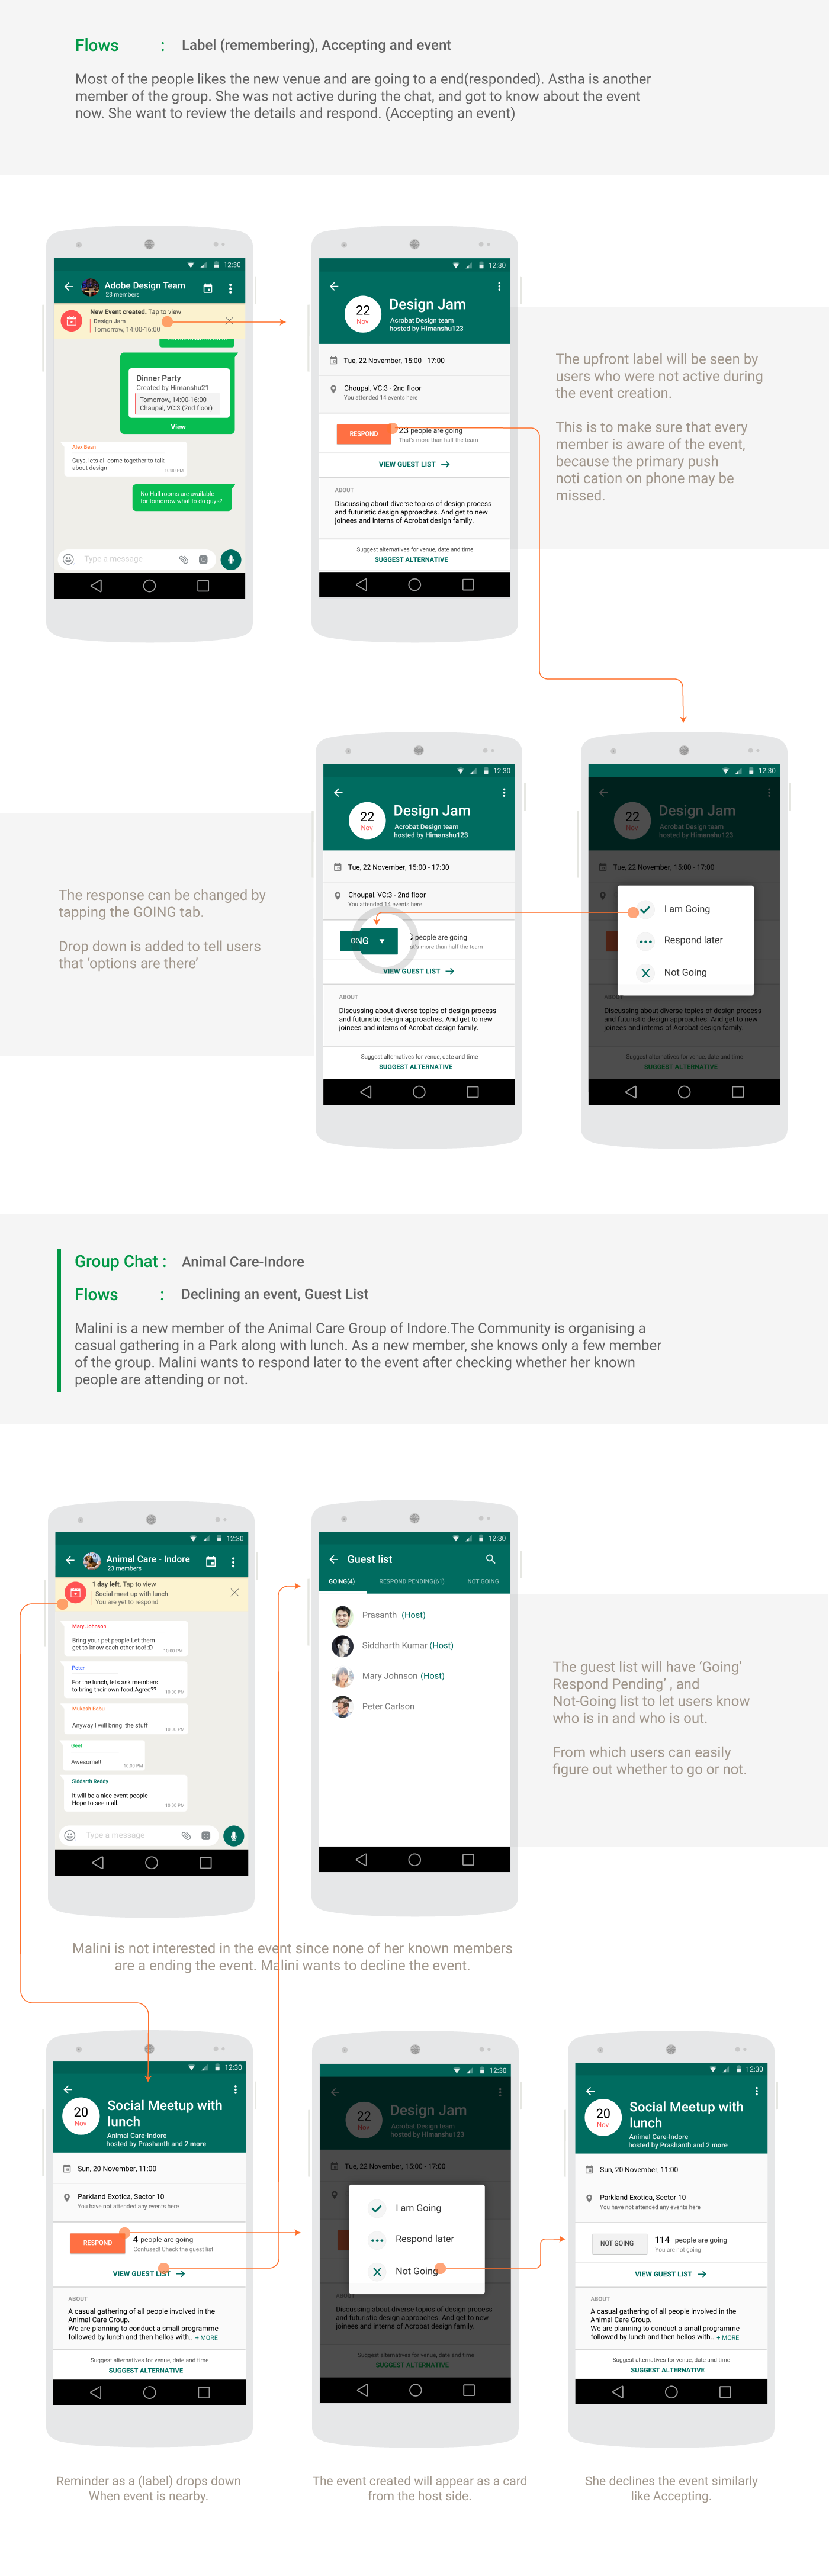 Flows : Label (remembering), Accepting and event
Most of the people likes the new venue and are going to a end(responded). Astha is another
member of the group. She was not active during the chat, and got to know about the event
now. She want to review the details and respond. (Accepting an event)
12:30
Adobe Design Team
23 members
New Event created. Tap to view
Design Jam
Tomorrow, 14:00-16:00
Dinner Party
Created by Himanshu21
Tomorrow, 14:00-16:00
Chaupal, VC:3 (2nd floor)
View
Alex Bean
Guys, lets all come together to talk
about design
10:00 PM
No Hall rooms are available
for tomorrow.what to do guys?
Type a message
12:30
22
Nov
Design Jam
Acrobat Design team
hosted by Himanshu123
Tue, 22 November, 15:00 - 17:00
Choupal, VC:3 - 2nd floor
You attended 14 events here
RESPOND
23 people are going
That's more than half the team
VIEW GUEST LIST
ABOUT
Discussing about diverse topics of design process
and futuristic design approaches. And get to new
joinees and interns of Acrobat design family.
Suggest alternatives for venue, date and time
SUGGEST ALTERNATIVE
The upfront label will be seen by
users who were not active during
the event creation.
This is to make sure that every
member is aware of the event,
because the primary push
noti cation on phone may be
missed.
The response can be changed by
tapping the GOING tab.
Drop down is added to tell users
that ‘options are there’
12:30
22
Nov
Design Jam
Acrobat Design team
hosted by Himanshu123
Tue, 22 November, 15:00 - 17:00
Choupal, VC:3 - 2nd floor
You attended 14 events here
people are going
more than half the team
VIEW GUEST LIST
ABOUT
Discussing about diverse topics of design process
and futuristic design approaches. And get to new
joinees and interns of Acrobat design family.
Suggest alternatives for venue, date and time
SUGGEST ALTERNATIVE
12:30
22
Nov
Design Jam
Acrobat Design team
hosted by Himanshu123
Tue, 22 November, 15:00 - 17:00
I am Going
Respond later
Not Going
ABOUT
Discussing about diverse topics of design process
and futuristic design approaches. And get to new
joinees and interns of Acrobat design family.
Suggest alternatives for venue, date and time
SUGGEST ALTERNATIVE
Group Chat : Animal Care-Indore
Flows : Declining an event, Guest List
Malini is a new member of the Animal Care Group of Indore.The Community is organising a
casual gathering in a Park along with lunch. As a new member, she knows only a few member
of the group. Malini wants to respond later to the event after checking whether her known
people are attending or not.
12:30
Animal Care - Indore
23 members
1 day left. Tap to view
Social meet up with lunch
You are yet to respond
Mary Johnson
Bring your pet people.Let them
get to know each other too! :D
10:00 PM
Peter
For the lunch, lets ask members
to bring their own food.Agree??
10:00 PM
Mukesh Babu
Anyway I will bring the stuff
10:00 PM
Geet
Awesome!!
10:00 PM
Siddarth Reddy
It will be a nice event people
Hope to see u all.
10:00 PM
Type a message
12:30
Guest list
GOING(4) RESPOND PENDING(61) NOT GOING
Prasanth (Host)
Siddharth Kumar (Host)
Mary Johnson (Host)
Peter Carlson
The guest list will have ‘Going’
Respond Pending’ , and
Not-Going list to let users know
who is in and who is out.
From which users can easily
figure out whether to go or not.
Malini is not interested in the event since none of her known members
are a ending the event. Malini wants to decline the event.
12:30
20
Nov
Social Meetup with
lunch
Animal Care-Indore
hosted by Prashanth and 2 more
Sun, 20 November, 11:00
Parkland Exotica, Sector 10
You have not attended any events here
RESPOND
4 people are going
Confused! Check the guest list
VIEW GUEST LIST
ABOUT
A casual gathering of all people involved in the
Animal Care Group.
We are planning to conduct a small programme
followed by lunch and then hellos with.. + MORE
Suggest alternatives for venue, date and time
SUGGEST ALTERNATIVE
12:30
22
Nov
Design Jam
Acrobat Design team
hosted by Himanshu123
Tue, 22 November, 15:00 - 17:00
I am Going
Respond later
Not Going
ABOUT
Discussing about diverse topics of design process
and futuristic design approaches. And get to new
joinees and interns of Acrobat design family.
Suggest alternatives for venue, date and time
SUGGEST ALTERNATIVE
12:30
20
Nov
Social Meetup with
lunch
Animal Care-Indore
hosted by Prashanth and 2 more
Sun, 20 November, 11:00
Parkland Exotica, Sector 10
You have not attended any events here
NOT GOING
114 people are going
You are not going
VIEW GUEST LIST
ABOUT
A casual gathering of all people involved in the
Animal Care Group.
We are planning to conduct a small programme
followed by lunch and then hellos with.. + MORE
Suggest alternatives for venue, date and time
SUGGEST ALTERNATIVE
Reminder as a (label) drops down
When event is nearby.
The event created will appear as a card
from the host side.
She declines the event similarly
like Accepting.